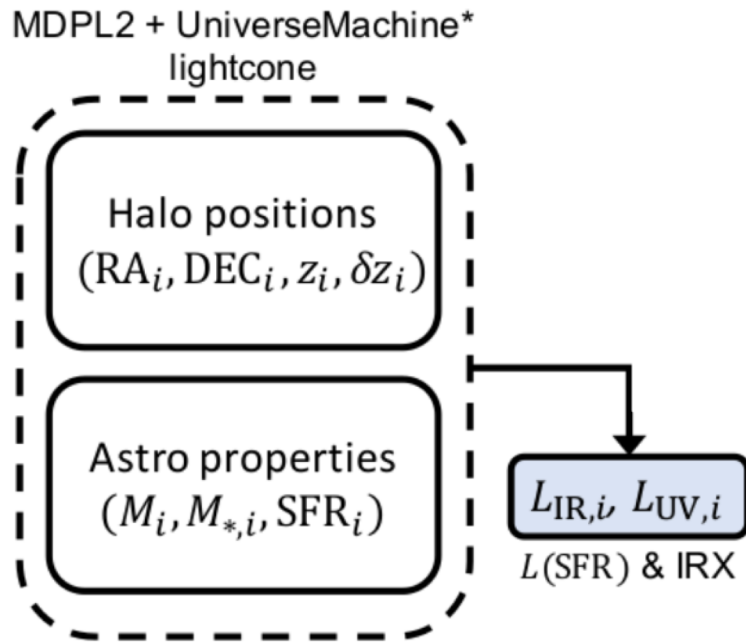 MDPL2 + UniverseMachine*
lightcone
Halo positions
(RAᵢ, DECᵢ, zᵢ, δzᵢ)
Astro properties
(Mᵢ, M∗,ᵢ, SFRᵢ)
L_IR,i, L_UV,i
L(SFR) & IRX